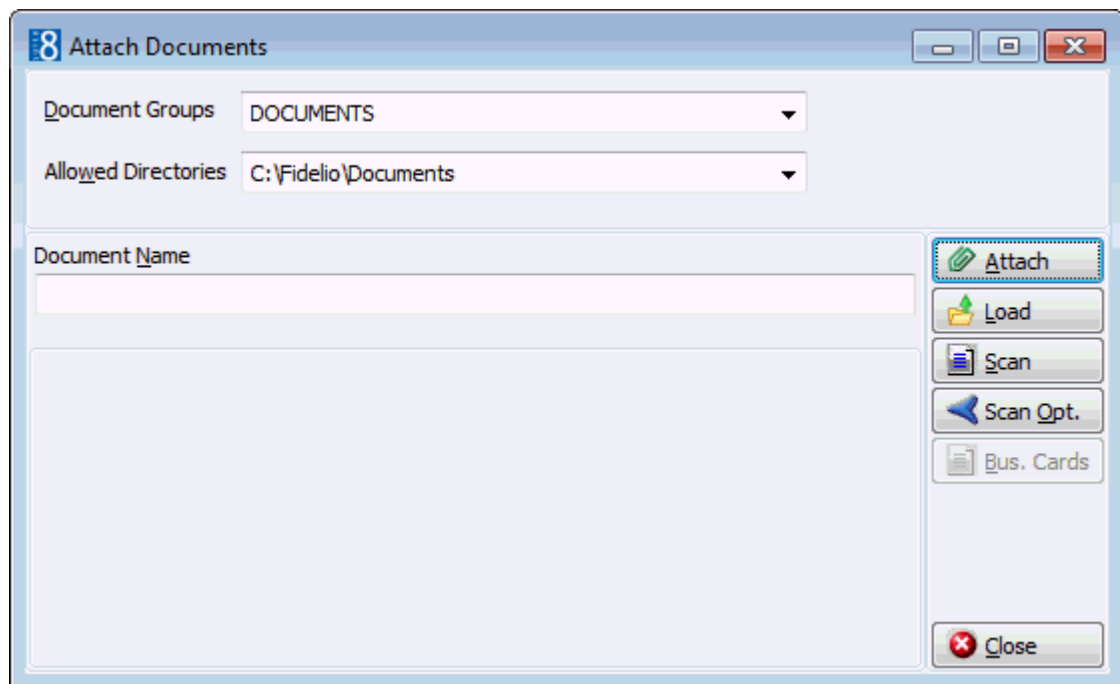 8 Attach Documents
Document Groups DOCUMENTS
Allowed Directories C:\Fidelio\Documents
Document Name
Attach
Load
Scan
Scan Opt.
Bus. Cards
Close